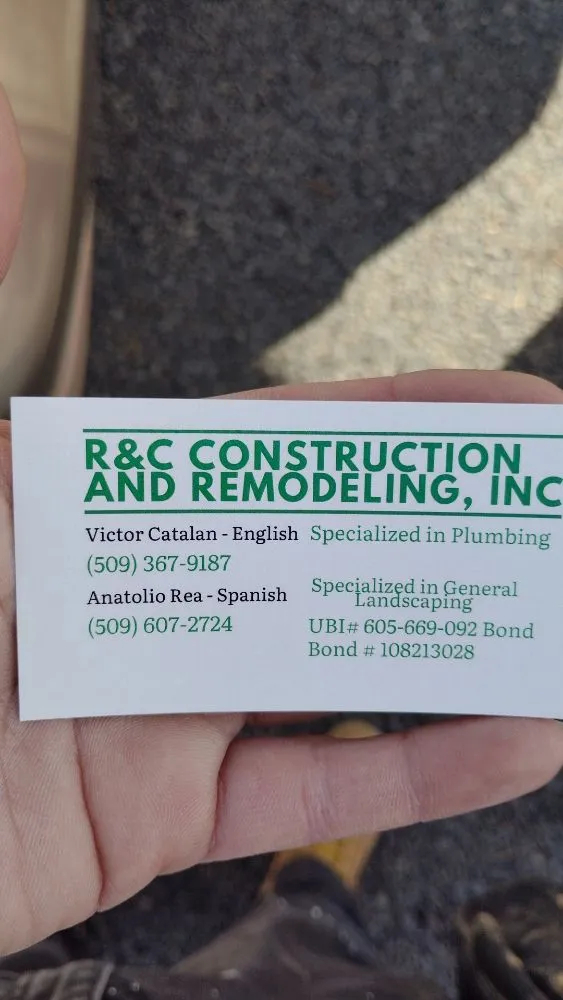 R&C CONSTRUCTION
AND REMODELING, INC
Victor Catalan - English
(509) 367-9187
Anatolio Rea - Spanish
(509) 607-2724
Specialized in Plumbing
Specialized in General
Landscaping
UBI# 605-669-092 Bond
Bond # 108213028